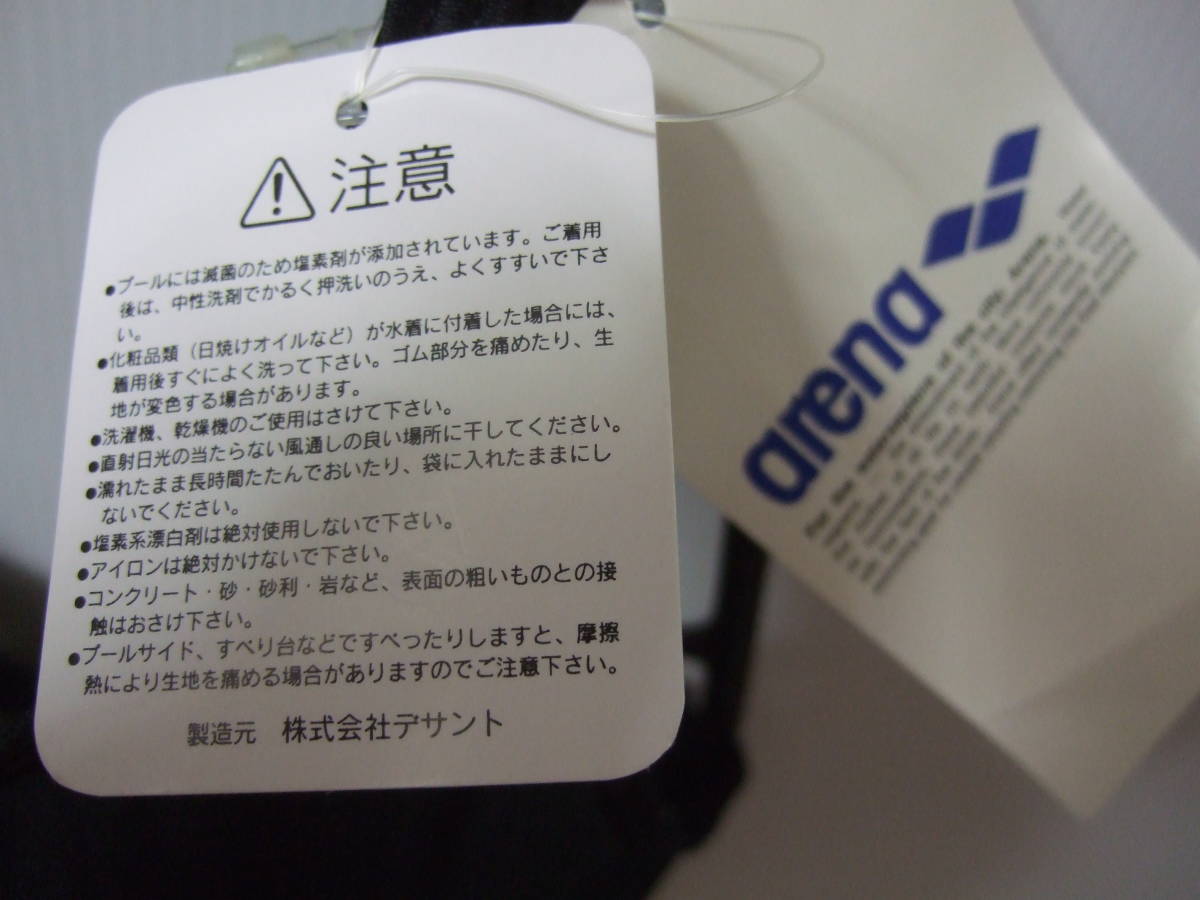 注意
●プールには滅菌のため塩素剤が添加されています。ご着用
後は、中性洗剤でかるく押洗いのうえ、よくすすいで下さ
い。
●化粧品類（日焼けオイルなど）が水着に付着した場合には、
着用後すぐによく洗って下さい。ゴム部分を痛めたり、生
地が変色する場合があります。
●洗濯機、乾燥機のご使用はさけて下さい。
●直射日光の当たらない風通しの良い場所に干してください。
●濡れたまま長時間たたんでおいたり、袋に入れたままにし
ないでください。
●塩素系漂白剤は絶対使用しないで下さい。
●アイロンは絶対かけないで下さい。
●コンクリート・砂・砂利・岩など、表面の粗いものとの接
触はおさけ下さい。
●プールサイド、すべり台などですべったりしますと、摩擦
熱により生地を痛める場合がありますのでご注意下さい。
製造元 株式会社デサント
arena